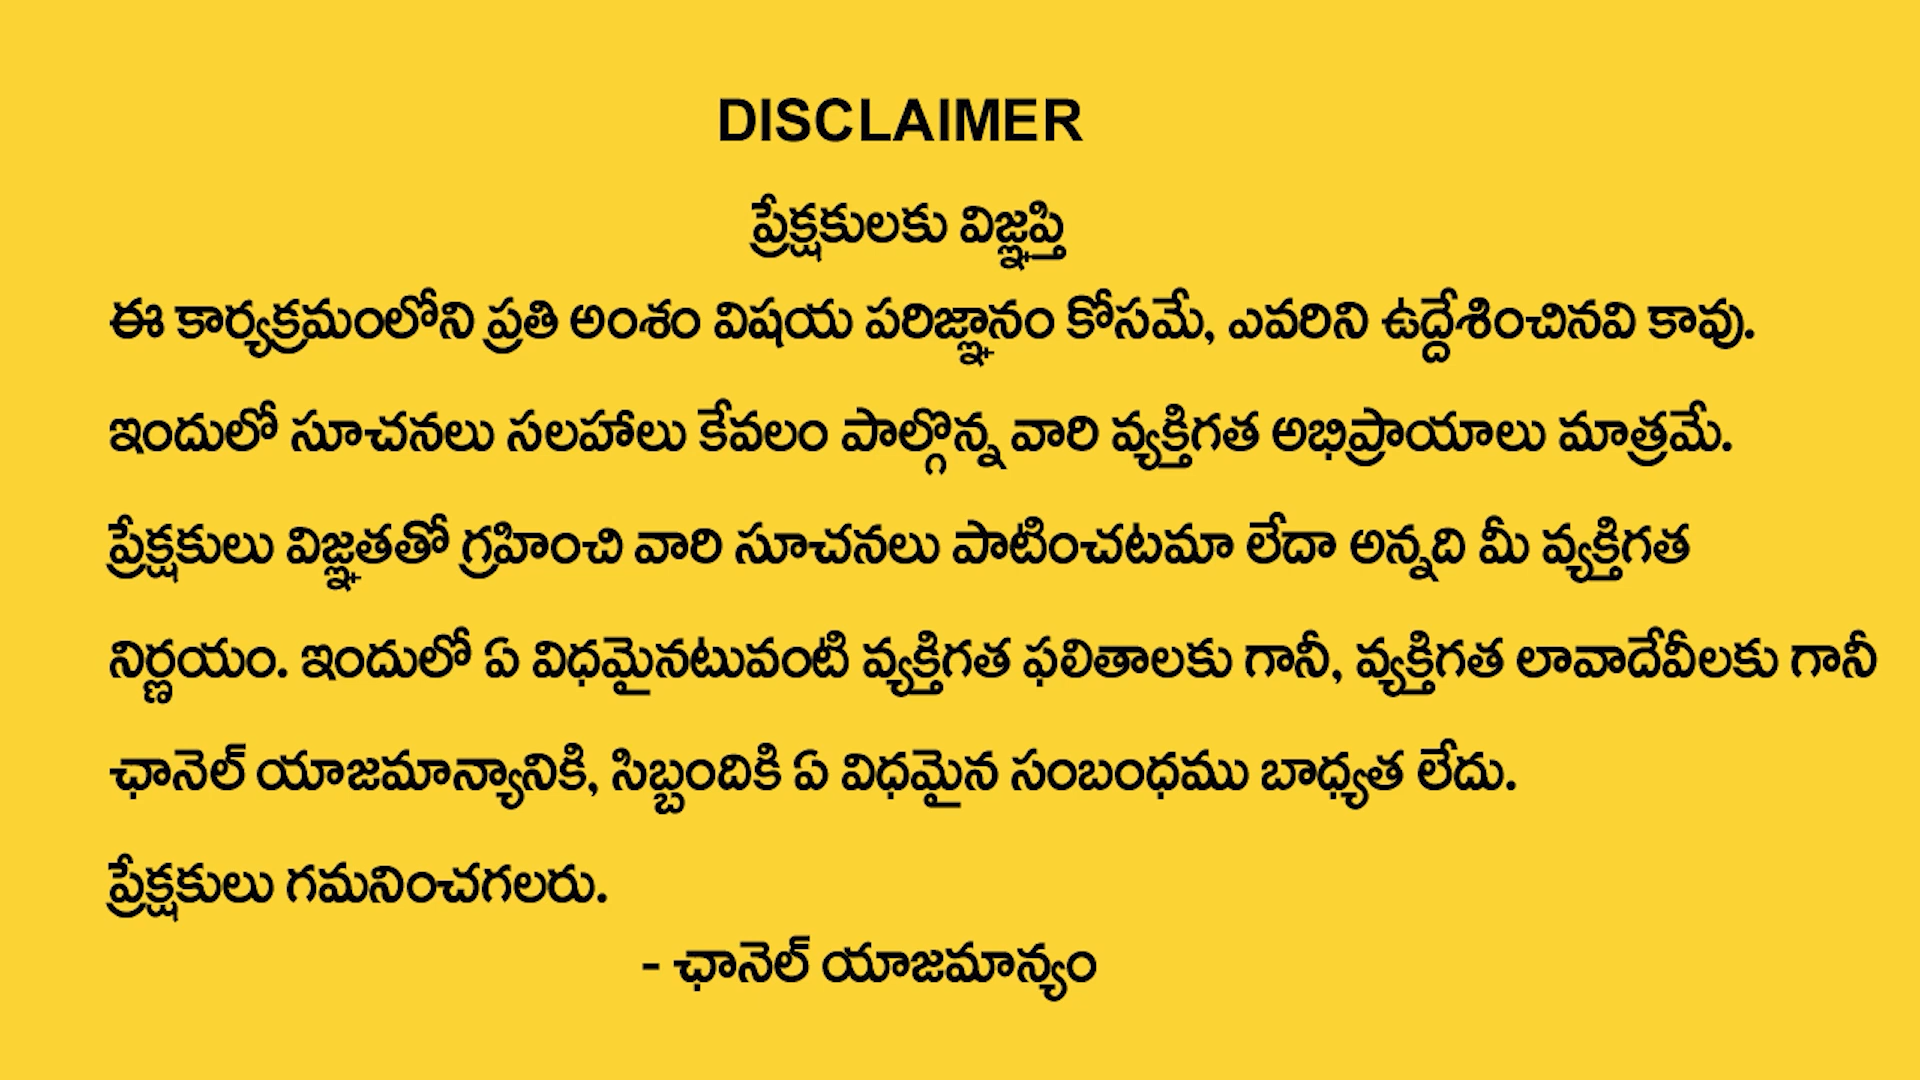 DISCLAIMER
ప్రేక్షకులకు విజ్ఞప్తి
ఈ కార్యక్రమంలోని ప్రతి అంశం విషయ పరిజ్ఞానం కోసమే, ఎవరిని ఉద్దేశించినవి కావు.
ఇందులో సూచనలు సలహాలు కేవలం పాల్గొన్న వారి వ్యక్తిగత అభిప్రాయాలు మాత్రమే.
ప్రేక్షకులు విజ్ఞతతో గ్రహించి వారి సూచనలు పాటించటమా లేదా అన్నది మీ వ్యక్తిగత
నిర్ణయం. ఇందులో ఏ విధమైనటువంటి వ్యక్తిగత ఫలితాలకు గానీ, వ్యక్తిగత లావాదేవీలకు గానీ
ఛానెల్ యాజమాన్యానికి, సిబ్బందికి ఏ విధమైన సంబంధము బాధ్యత లేదు.
ప్రేక్షకులు గమనించగలరు.
- ఛానెల్ యాజమాన్యం